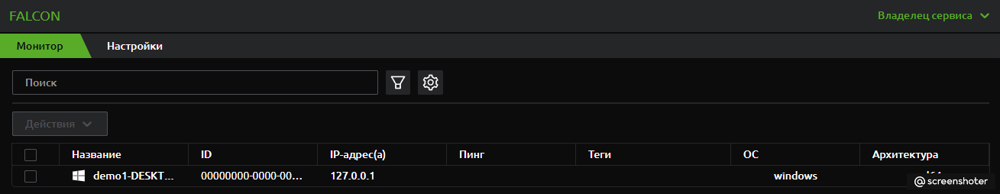 FALCON Владелец сервиса
Монитор Настройки
Поиск
Действия
Название ID IP-адрес(а) Пинг Теги ОС Архитектура
demo1-DESKT... 00000000-0000-00... 127.0.0.1 windows
@screenshoter